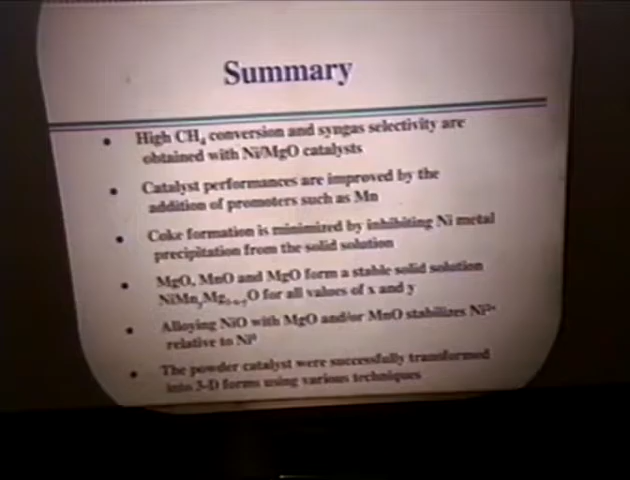 Summary
• High CH₄ conversion and syngas selectivity are
obtained with Ni/MgO catalysts
• Catalyst performances are improved by the
addition of promoters such as Mn
• Coke formation is minimized by inhibiting Ni metal
precipitation from the solid solution
• MgO, MnO and MgO form a stable solid solution
O for all values of x and y
• Alloying NiO with MgO and/or MnO stabilizes Ni²⁺
relative to Ni⁰
• The powder catalyst were successfully transformed
into 3-D forms using various techniques